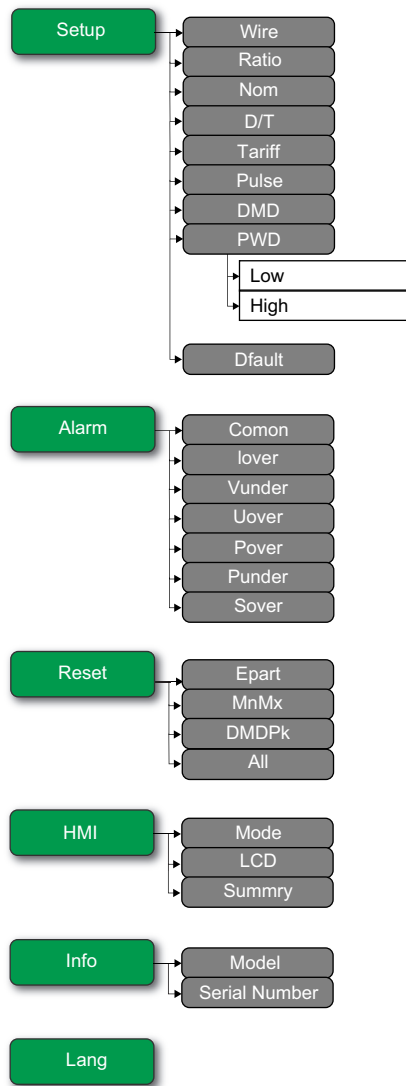 Setup
Wire
Ratio
Nom
D/T
Tariff
Pulse
DMD
PWD
Low
High
Dfault
Alarm
Comon
Iover
Vunder
Uover
Pover
Punder
Sover
Reset
Epart
MnMx
DMDPk
All
HMI
Mode
LCD
Summry
Info
Model
Serial Number
Lang